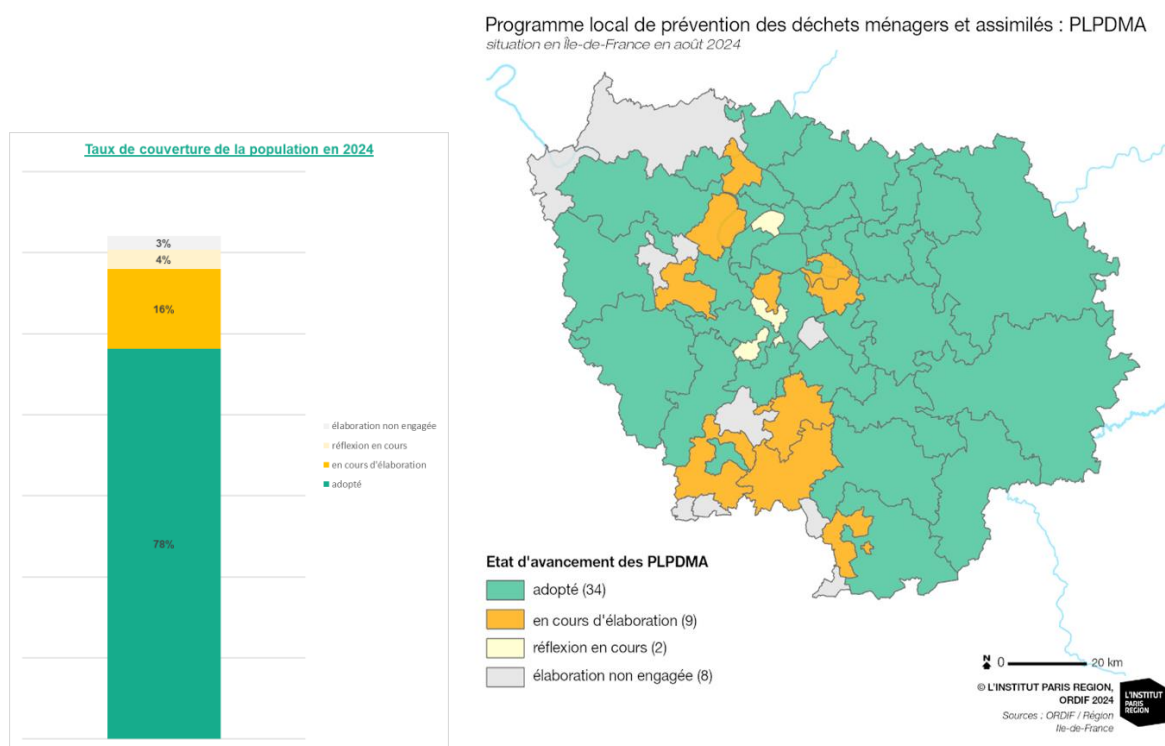 Taux de couverture de la population en 2024
3%
4%
16%
78%
élaboration non engagée
réflexion en cours
en cours d'élaboration
adopté
Programme local de prévention des déchets ménagers et assimilés : PLPDMA
situation en Île-de-France en août 2024
Etat d'avancement des PLPDMA
adopté (34)
en cours d'élaboration (9)
réflexion en cours (2)
élaboration non engagée (8)
N 0 20 km
© L'INSTITUT PARIS REGION,
ORDIF 2024
Sources : ORDIF / Région
Ile-de-France
L'INSTITUT
PARIS
REGION